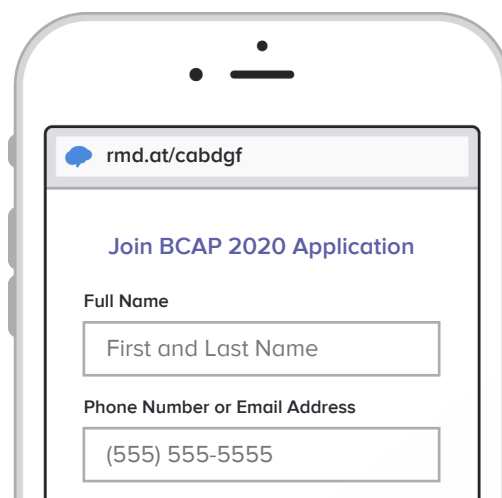 rmd.at/cabdgf
Join BCAP 2020 Application
Full Name
First and Last Name
Phone Number or Email Address
(555) 555-5555